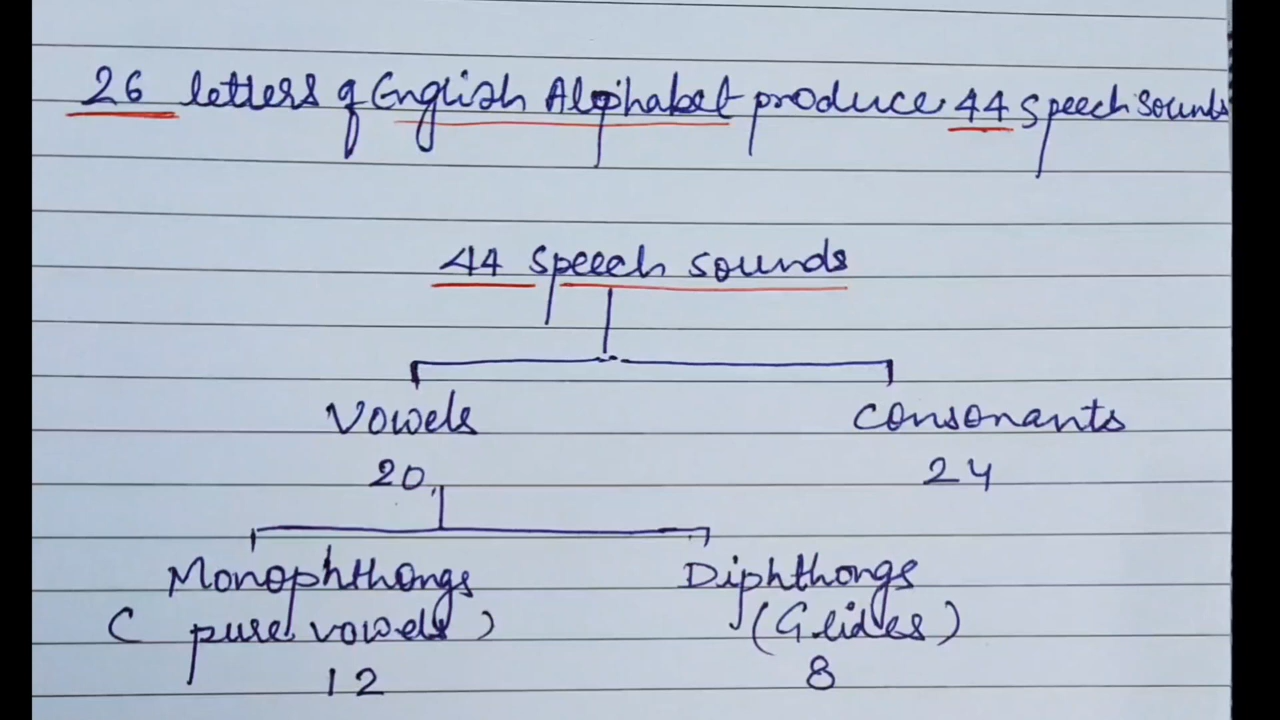 26 letters of English Alphabet produce 44 speech sounds
44 speech sounds
Vowels Consonants
20 24
Monophthongs Diphthongs
(pure vowels) (Glides)
12 8